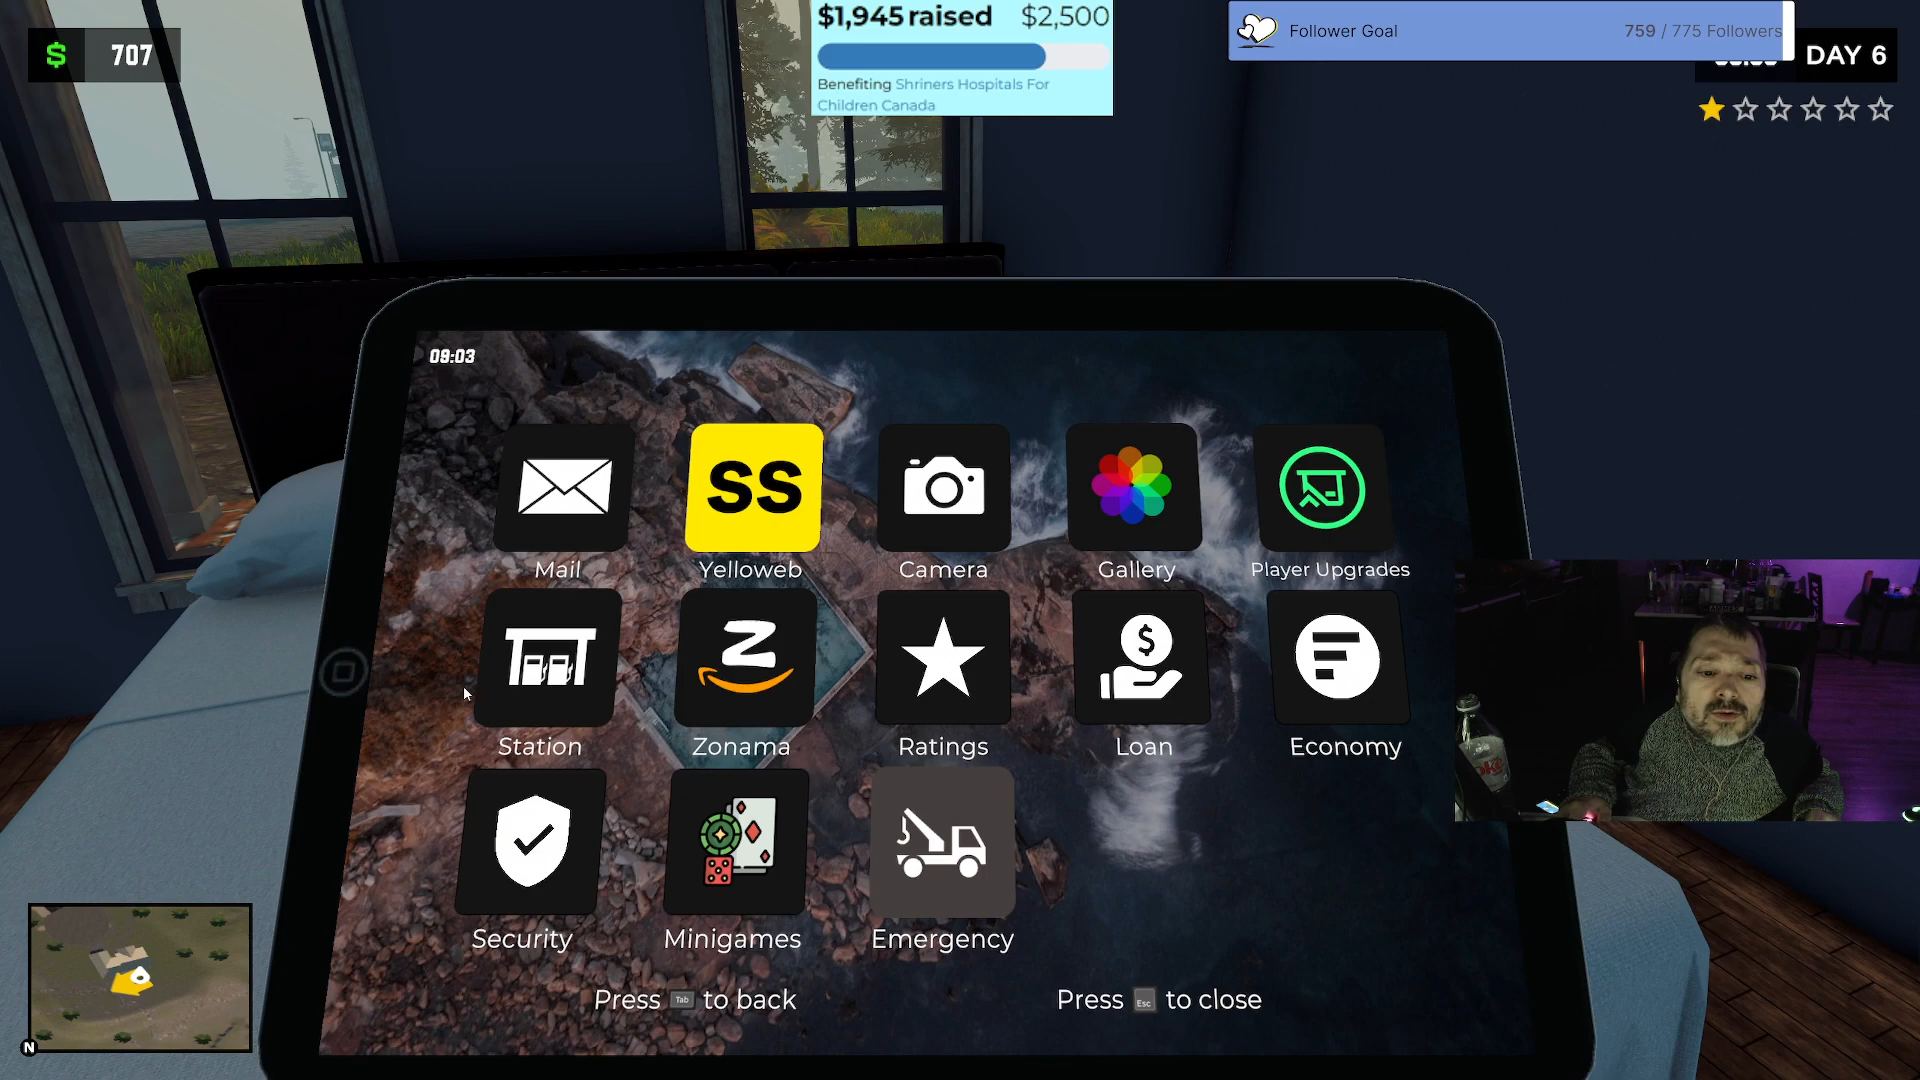 $ 707
$1,945 raised $2,500
Benefiting Shriners Hospitals For
Children Canada
Follower Goal 759 / 775 Followers
DAY 6
09:03
SS
Mail Yelloweb Camera Gallery Player Upgrades
Z
$
Station Zonama Ratings Loan Economy
Security Minigames Emergency
Press Tab to back Press Esc to close
N